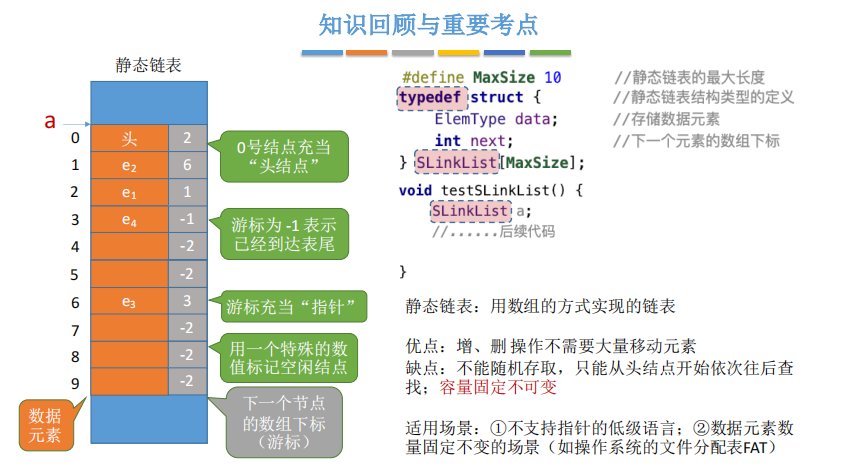 知识回顾与重要考点
静态链表
a
0 头 2
1 e₂ 6
2 e₁ 1
3 e₄ -1
4 -2
5 -2
6 e₃ 3
7 -2
8 -2
9 -2
0号结点充当
“头结点”
游标为 -1 表示
已经到达表尾
游标充当“指针”
用一个特殊的数
值标记空闲结点
下一个节点
的数组下标
（游标）
数据
元素
#define MaxSize 10 //静态链表的最大长度
typedef struct { //静态链表结构类型的定义
ElemType data; //存储数据元素
int next; //下一个元素的数组下标
} SLinkList[MaxSize];
void testSLinkList() {
SLinkList a;
//......后续代码
}
静态链表：用数组的方式实现的链表
优点：增、删 操作不需要大量移动元素
缺点：不能随机存取，只能从头结点开始依次往后查
找；容量固定不可变
适用场景：①不支持指针的低级语言；②数据元素数
量固定不变的场景（如操作系统的文件分配表FAT）